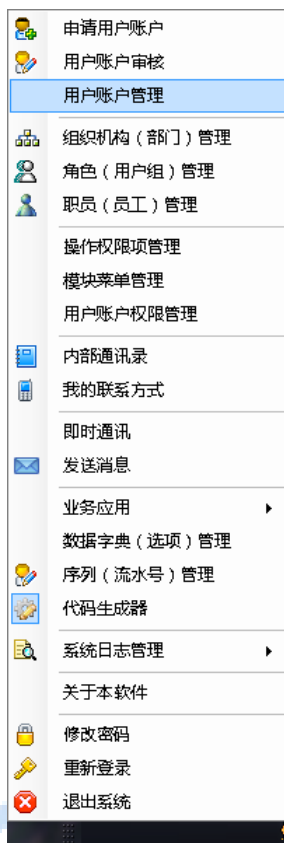 申请用户账户
用户账户审核
用户账户管理
组织机构（部门）管理
角色（用户组）管理
职员（员工）管理
操作权限项管理
模块菜单管理
用户账户权限管理
内部通讯录
我的联系方式
即时通讯
发送消息
业务应用
数据字典（选项）管理
序列（流水号）管理
代码生成器
系统日志管理
关于本软件
修改密码
重新登录
退出系统